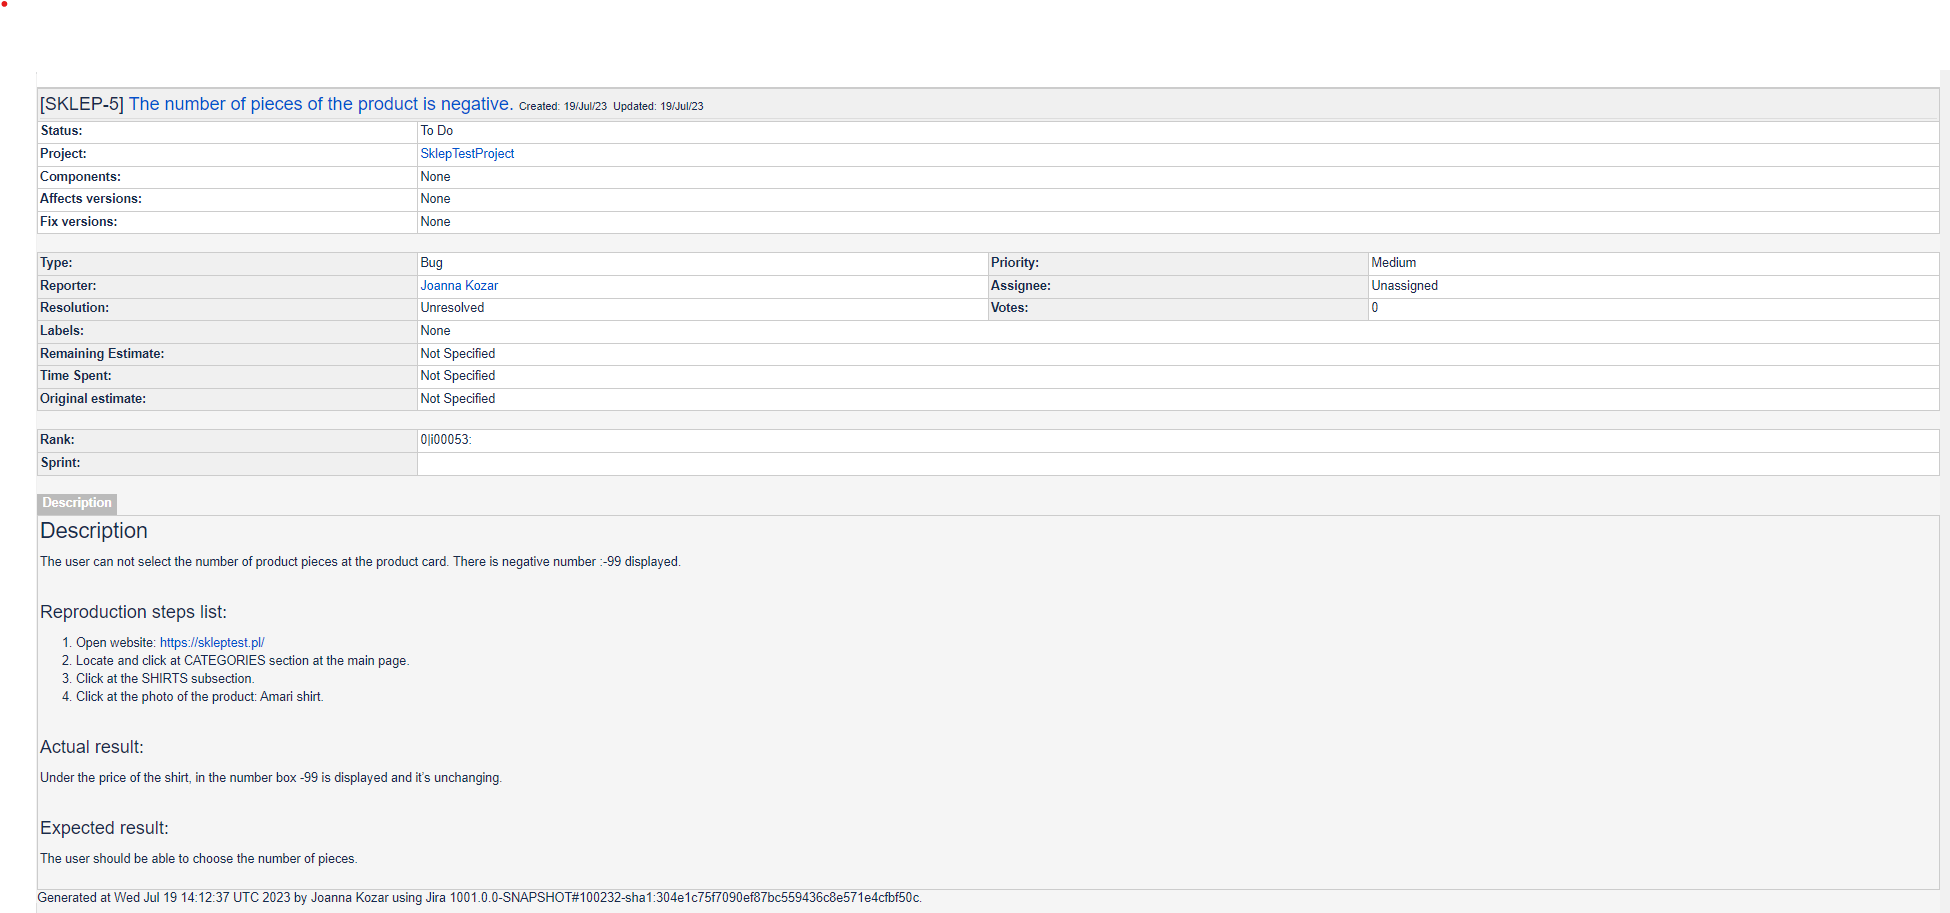 [SKLEP-5] The number of pieces of the product is negative. Created: 19/Jul/23 Updated: 19/Jul/23
Status: To Do
Project: SklepTestProject
Components: None
Affects versions: None
Fix versions: None
Type: Bug Priority: Medium
Reporter: Joanna Kozar Assignee: Unassigned
Resolution: Unresolved Votes: 0
Labels: None
Remaining Estimate: Not Specified
Time Spent: Not Specified
Original estimate: Not Specified
Rank: 0|i00053:
Sprint:
Description
Description
The user can not select the number of product pieces at the product card. There is negative number :-99 displayed.
Reproduction steps list:
1. Open website: https://skleptest.pl/
2. Locate and click at CATEGORIES section at the main page.
3. Click at the SHIRTS subsection.
4. Click at the photo of the product: Amari shirt.
Actual result:
Under the price of the shirt, in the number box -99 is displayed and it's unchanging.
Expected result:
The user should be able to choose the number of pieces.
Generated at Wed Jul 19 14:12:37 UTC 2023 by Joanna Kozar using Jira 1001.0.0-SNAPSHOT#100232-sha1:304e1c75f7090ef87bc559436c8e571e4cfbf50c.